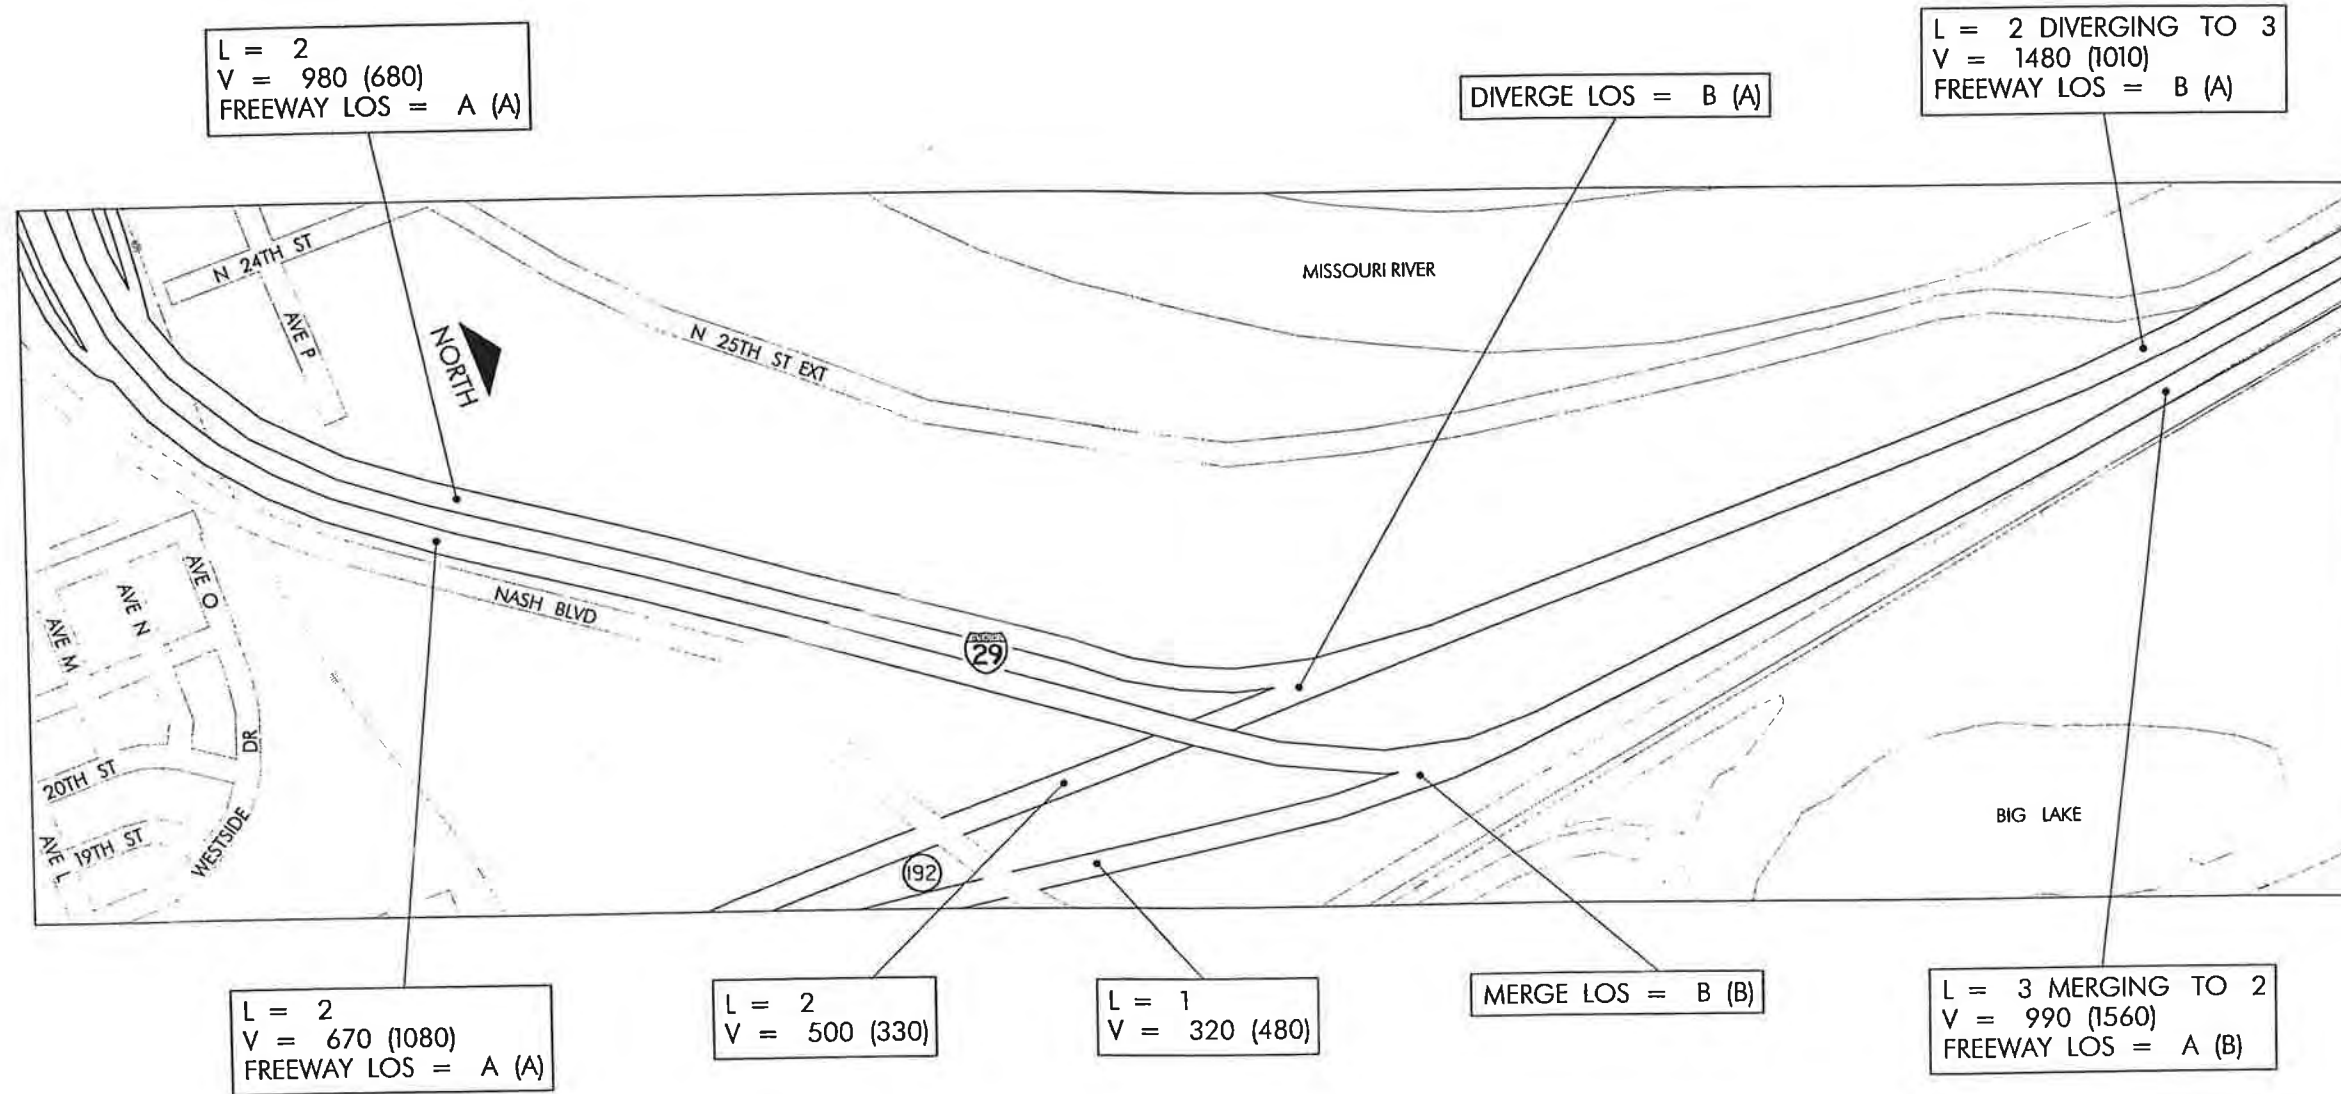 L = 2
V = 980 (680)
FREEWAY LOS = A (A)
DIVERGE LOS = B (A)
L = 2 DIVERGING TO 3
V = 1480 (1010)
FREEWAY LOS = B (A)
N 24TH ST
AVE P
NORTH
N 25TH ST EXT
MISSOURI RIVER
AVE O
AVE N
AVE M
NASH BLVD
29
DR
20TH ST
19TH ST
AVE L
WESTSIDE
192
BIG LAKE
L = 2
V = 670 (1080)
FREEWAY LOS = A (A)
L = 2
V = 500 (330)
L = 1
V = 320 (480)
MERGE LOS = B (B)
L = 3 MERGING TO 2
V = 990 (1560)
FREEWAY LOS = A (B)